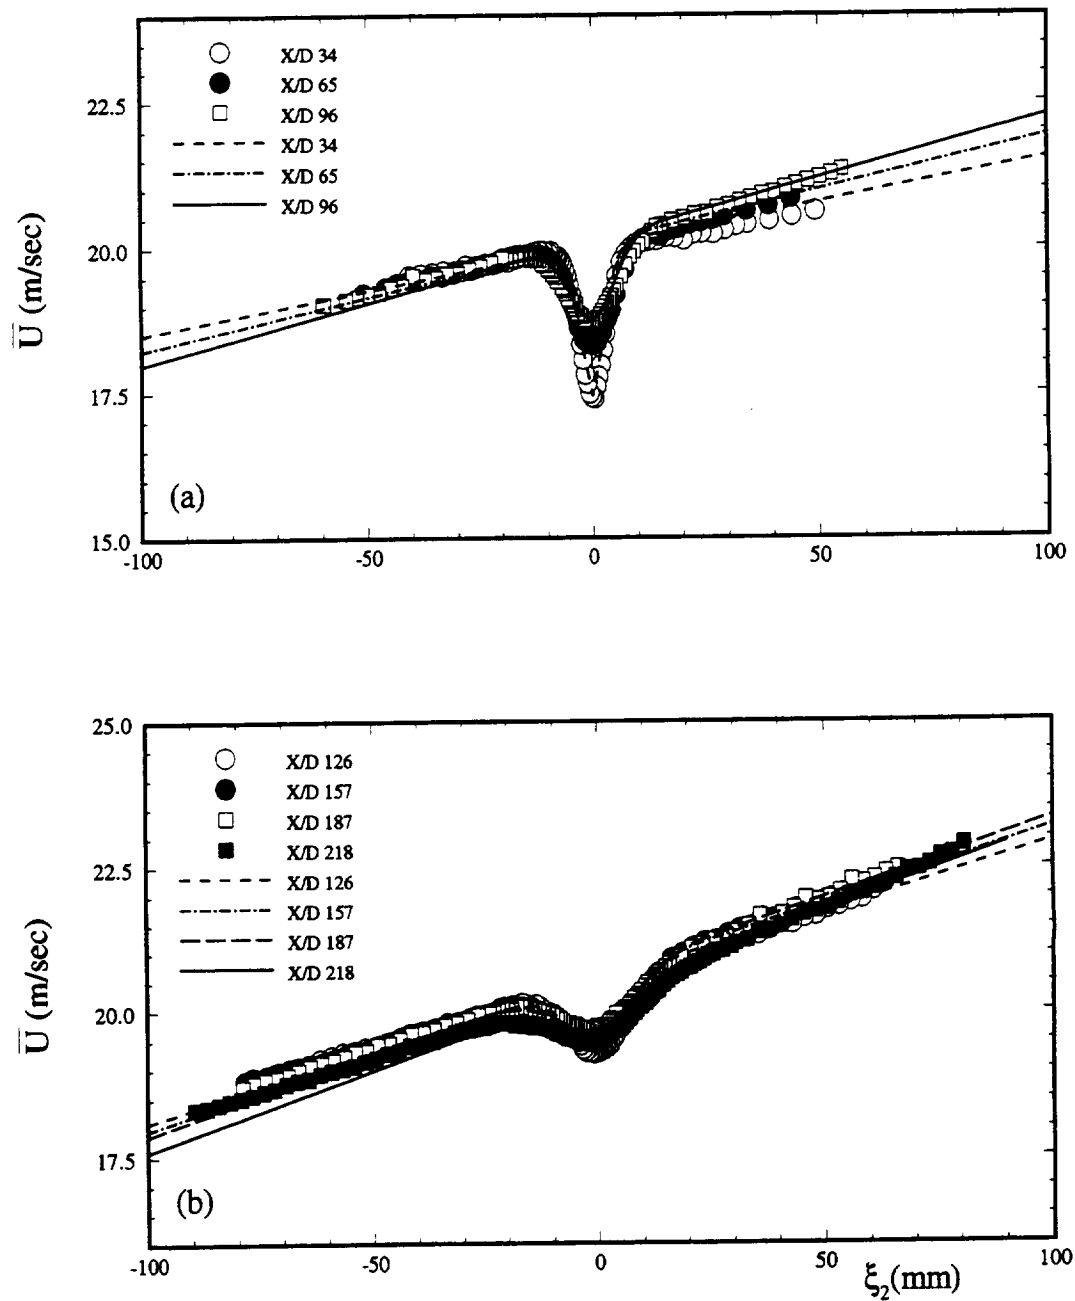 X/D 34
X/D 65
X/D 96
X/D 34
X/D 65
X/D 96
22.5
20.0
17.5
15.0
U̅ (m/sec)
(a)
-100 -50 0 50 100
25.0
X/D 126
X/D 157
X/D 187
X/D 218
X/D 126
X/D 157
X/D 187
X/D 218
22.5
20.0
17.5
U̅ (m/sec)
(b)
-100 -50 0 50 100
ξ₂(mm)